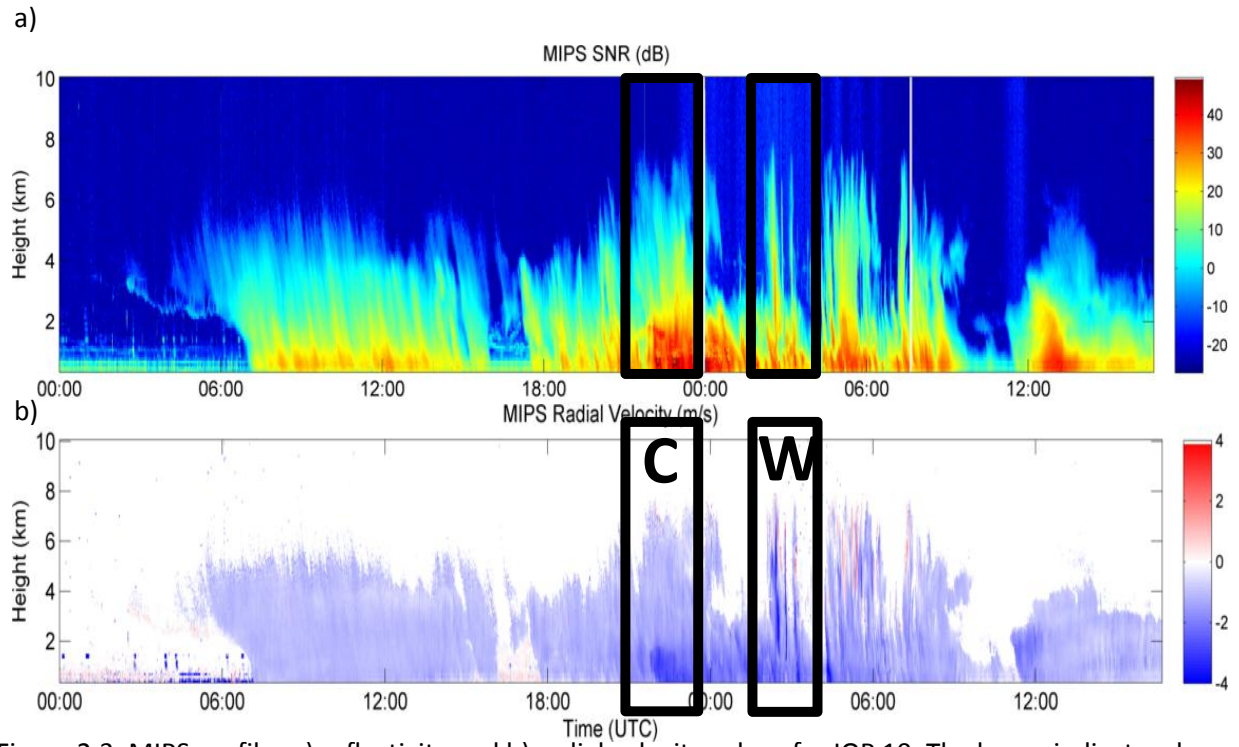 a)
MIPS SNR (dB)
10
8
6
4
2
Height (km)
40
30
20
10
0
-10
-20
00:00 06:00 12:00 18:00 00:00 06:00 12:00
b)
MIPS Radial Velocity (m/s)
10
8
6
4
2
Height (km)
C W
4
2
0
-2
-4
00:00 06:00 12:00 18:00 00:00 06:00 12:00
Time (UTC)